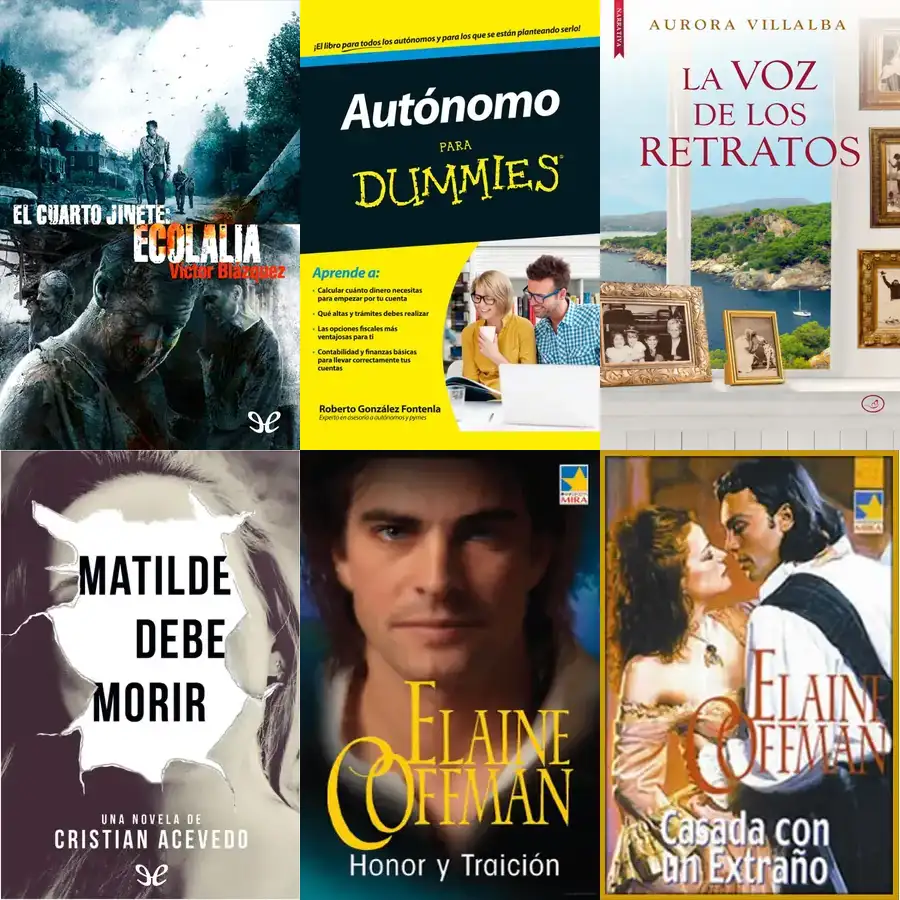 EL CUARTO JINETE:
ECOLALIA
Víctor Blázquez
¡El libro para todos los autónomos y para los que se están planteando serlo!
Autónomo
PARA
DUMMIES®
Aprende a:
• Calcular cuánto dinero necesitas
para empezar por tu cuenta
• Qué altas y trámites debes realizar
• Las opciones fiscales más
ventajosas para ti
• Contabilidad y finanzas básicas
para llevar correctamente tus
cuentas
Roberto González Fontenla
Experto en asesoría a autónomos y pymes
NARRATIVA
AURORA VILLALBA
LA VOZ
DE LOS
RETRATOS
MATILDE
DEBE
MORIR
UNA NOVELA DE
CRISTIAN ACEVEDO
MIRA
ELAINE
COFFMAN
Honor y Traición
MIRA
ELAINE
COFFMAN
Casada con
un Extraño